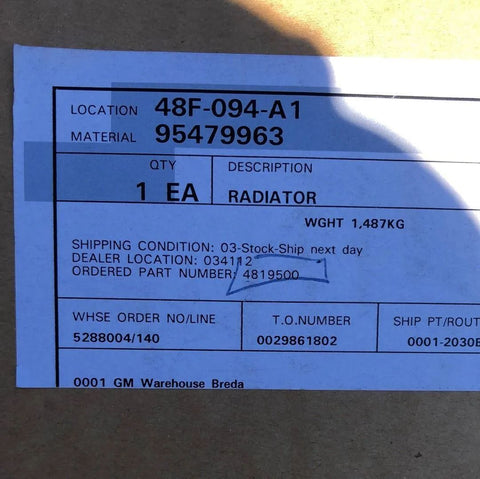 LOCATION 48F-094-A1
MATERIAL 95479963
QTY DESCRIPTION
1 EA RADIATOR
WGHT 1,487KG
SHIPPING CONDITION: 03-Stock-Ship next day
DEALER LOCATION: 034112
ORDERED PART NUMBER: 4819500
WHSE ORDER NO/LINE T.O.NUMBER SHIP PT/ROUT
5288004/140 0029861802 0001-2030E
0001 GM Warehouse Breda